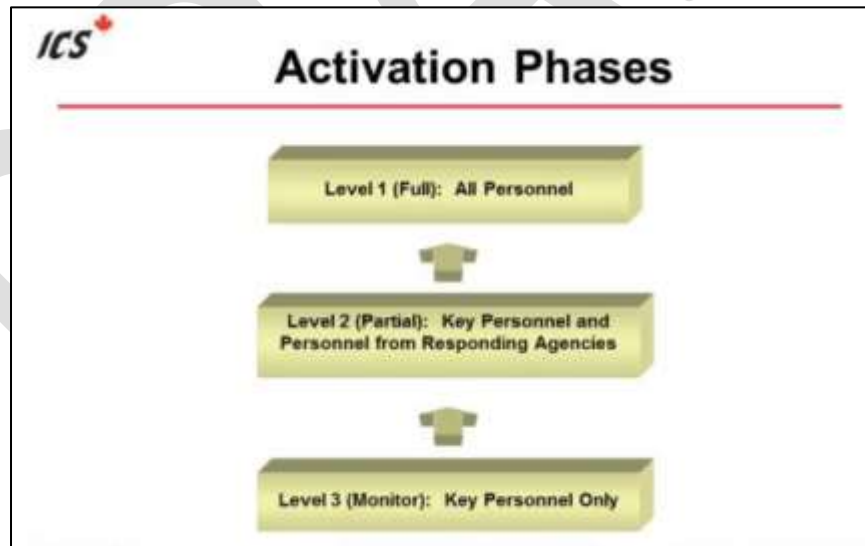 ICS
Activation Phases
Level 1 (Full): All Personnel
Level 2 (Partial): Key Personnel and
Personnel from Responding Agencies
Level 3 (Monitor): Key Personnel Only